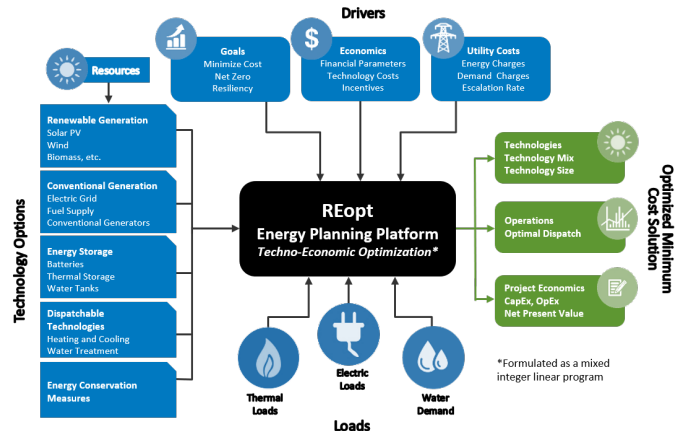 Drivers
Resources
Goals
Minimize Cost
Net Zero
Resiliency
$
Economics
Financial Parameters
Technology Costs
Incentives
Utility Costs
Energy Charges
Demand Charges
Escalation Rate
Technology Options
Renewable Generation
Solar PV
Wind
Biomass, etc.
Conventional Generation
Electric Grid
Fuel Supply
Conventional Generators
Energy Storage
Batteries
Thermal Storage
Water Tanks
Dispatchable Technologies
Heating and Cooling
Water Treatment
Energy Conservation
Measures
REopt
Energy Planning Platform
Techno-Economic Optimization*
Technologies
Technology Mix
Technology Size
Operations
Optimal Dispatch
Project Economics
CapEx, OpEx
Net Present Value
Optimized Minimum
Cost Solution
Thermal
Loads
Electric
Loads
Water
Demand
Loads
*Formulated as a mixed
integer linear program